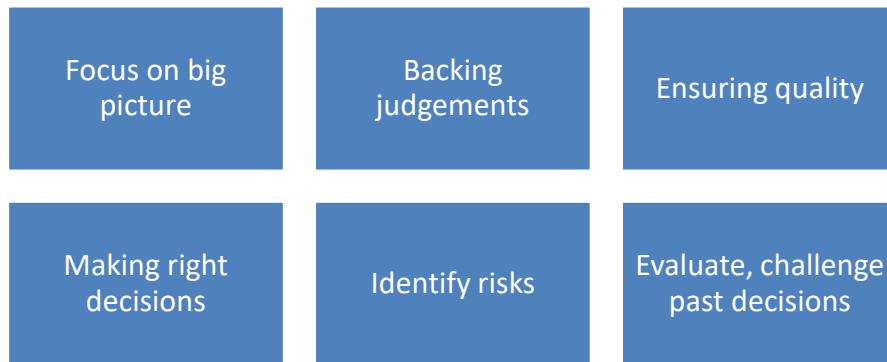 Focus on big
picture
Backing
judgements
Ensuring quality
Making right
decisions
Identify risks
Evaluate, challenge
past decisions